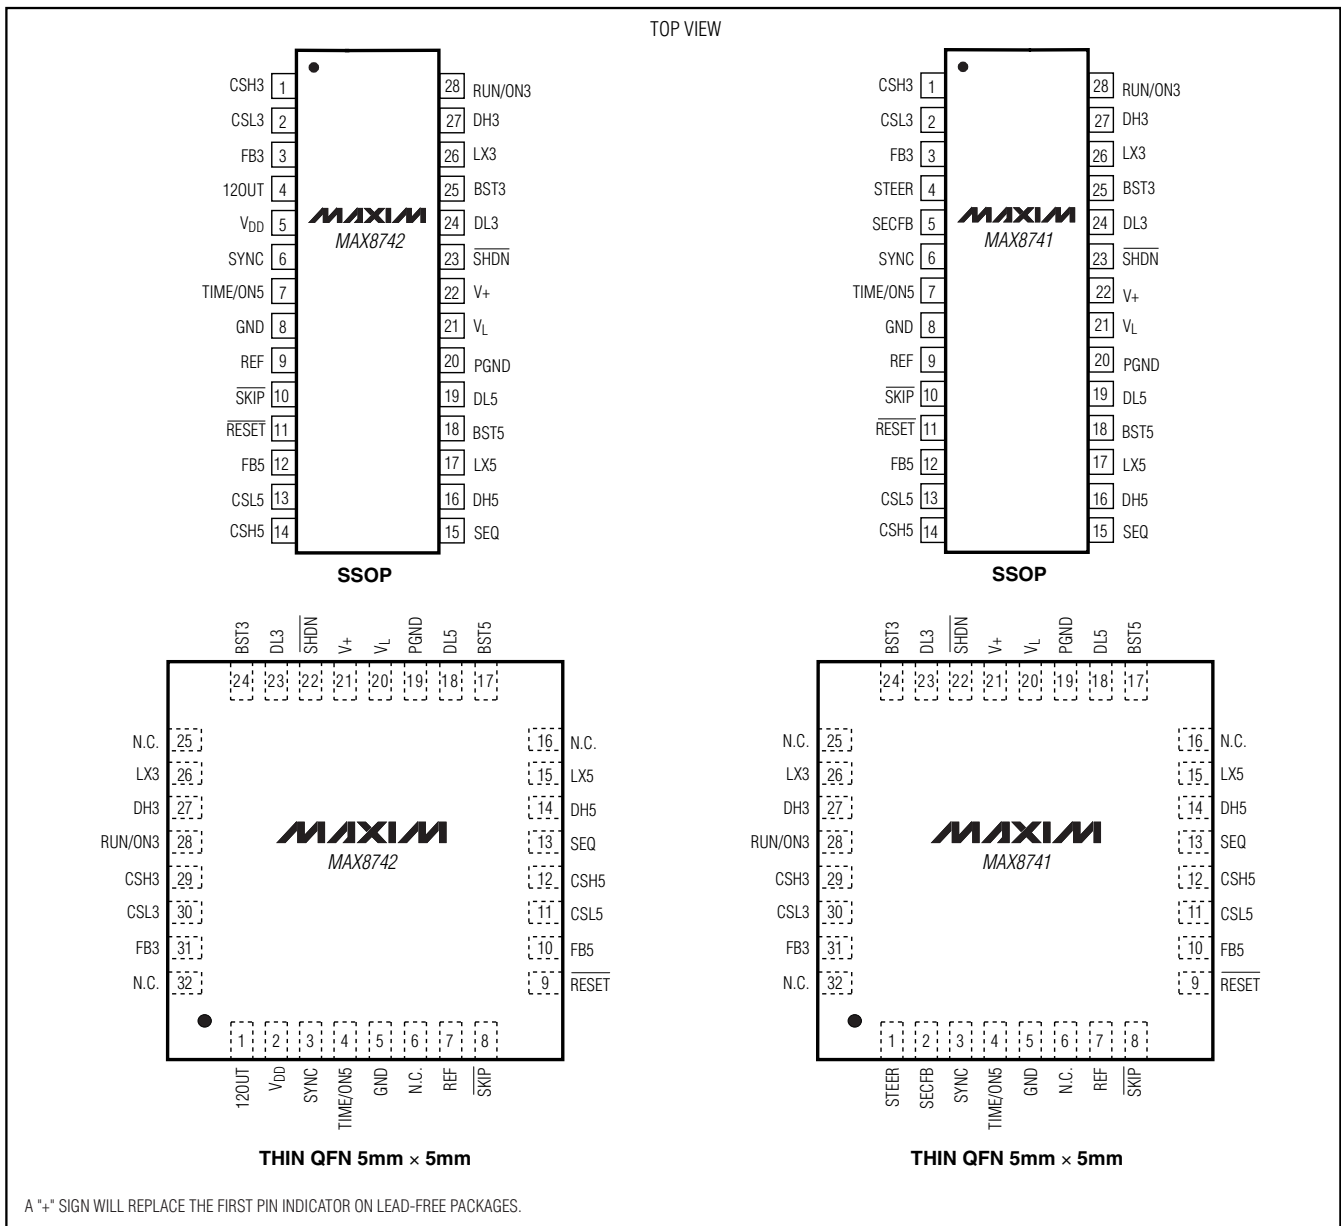 TOP VIEW
CSH3 1
CSL3 2
FB3 3
12OUT 4
VDD 5
SYNC 6
TIME/ON5 7
GND 8
REF 9
SKIP 10
RESET 11
FB5 12
CSL5 13
CSH5 14
MAXIM
MAX8742
28 RUN/ON3
27 DH3
26 LX3
25 BST3
24 DL3
23 SHDN
22 V+
21 VL
20 PGND
19 DL5
18 BST5
17 LX5
16 DH5
15 SEQ
SSOP
CSH3 1
CSL3 2
FB3 3
STEER 4
SECFB 5
SYNC 6
TIME/ON5 7
GND 8
REF 9
SKIP 10
RESET 11
FB5 12
CSL5 13
CSH5 14
MAXIM
MAX8741
28 RUN/ON3
27 DH3
26 LX3
25 BST3
24 DL3
23 SHDN
22 V+
21 VL
20 PGND
19 DL5
18 BST5
17 LX5
16 DH5
15 SEQ
SSOP
BST3 24
DL3 23
SHDN 22
V+ 21
VL 20
PGND 19
DL5 18
BST5 17
N.C. 25
LX3 26
DH3 27
RUN/ON3 28
CSH3 29
CSL3 30
FB3 31
N.C. 32
MAXIM
MAX8742
16 N.C.
15 LX5
14 DH5
13 SEQ
12 CSH5
11 CSL5
10 FB5
9 RESET
1 12OUT
2 VDD
3 SYNC
4 TIME/ON5
5 GND
6 N.C.
7 REF
8 SKIP
THIN QFN 5mm × 5mm
BST3 24
DL3 23
SHDN 22
V+ 21
VL 20
PGND 19
DL5 18
BST5 17
N.C. 25
LX3 26
DH3 27
RUN/ON3 28
CSH3 29
CSL3 30
FB3 31
N.C. 32
MAXIM
MAX8741
16 N.C.
15 LX5
14 DH5
13 SEQ
12 CSH5
11 CSL5
10 FB5
9 RESET
1 STEER
2 SECFB
3 SYNC
4 TIME/ON5
5 GND
6 N.C.
7 REF
8 SKIP
THIN QFN 5mm × 5mm
A "+" SIGN WILL REPLACE THE FIRST PIN INDICATOR ON LEAD-FREE PACKAGES.